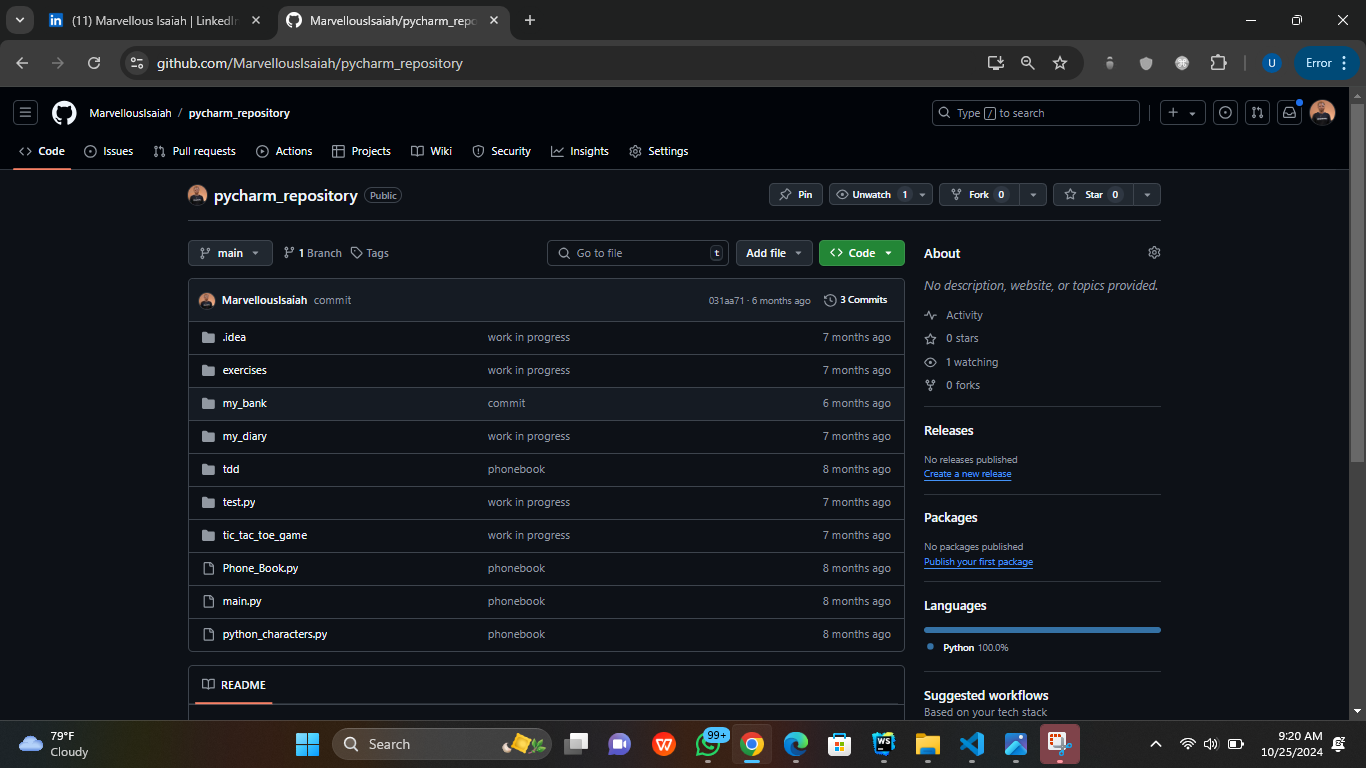 (11) Marvellous Isaiah | LinkedIn
MarvellousIsaiah/pycharm_repo
github.com/MarvellousIsaiah/pycharm_repository
U
Error
MarvellousIsaiah / pycharm_repository
Type / to search
Code Issues Pull requests Actions Projects Wiki Security Insights Settings
pycharm_repository Public
Pin Unwatch 1 Fork 0 Star 0
main 1 Branch Tags Go to file t Add file Code
MarvellousIsaiah commit 031aa71 · 6 months ago 3 Commits
.idea work in progress 7 months ago
exercises work in progress 7 months ago
my_bank commit 6 months ago
my_diary work in progress 7 months ago
tdd phonebook 8 months ago
test.py work in progress 7 months ago
tic_tac_toe_game work in progress 7 months ago
Phone_Book.py phonebook 8 months ago
main.py phonebook 8 months ago
python_characters.py phonebook 8 months ago
README
About
No description, website, or topics provided.
Activity
0 stars
1 watching
0 forks
Releases
No releases published
Create a new release
Packages
No packages published
Publish your first package
Languages
Python 100.0%
Suggested workflows
Based on your tech stack
79°F
Cloudy
Search
W
99+
WS
9:20 AM
10/25/2024